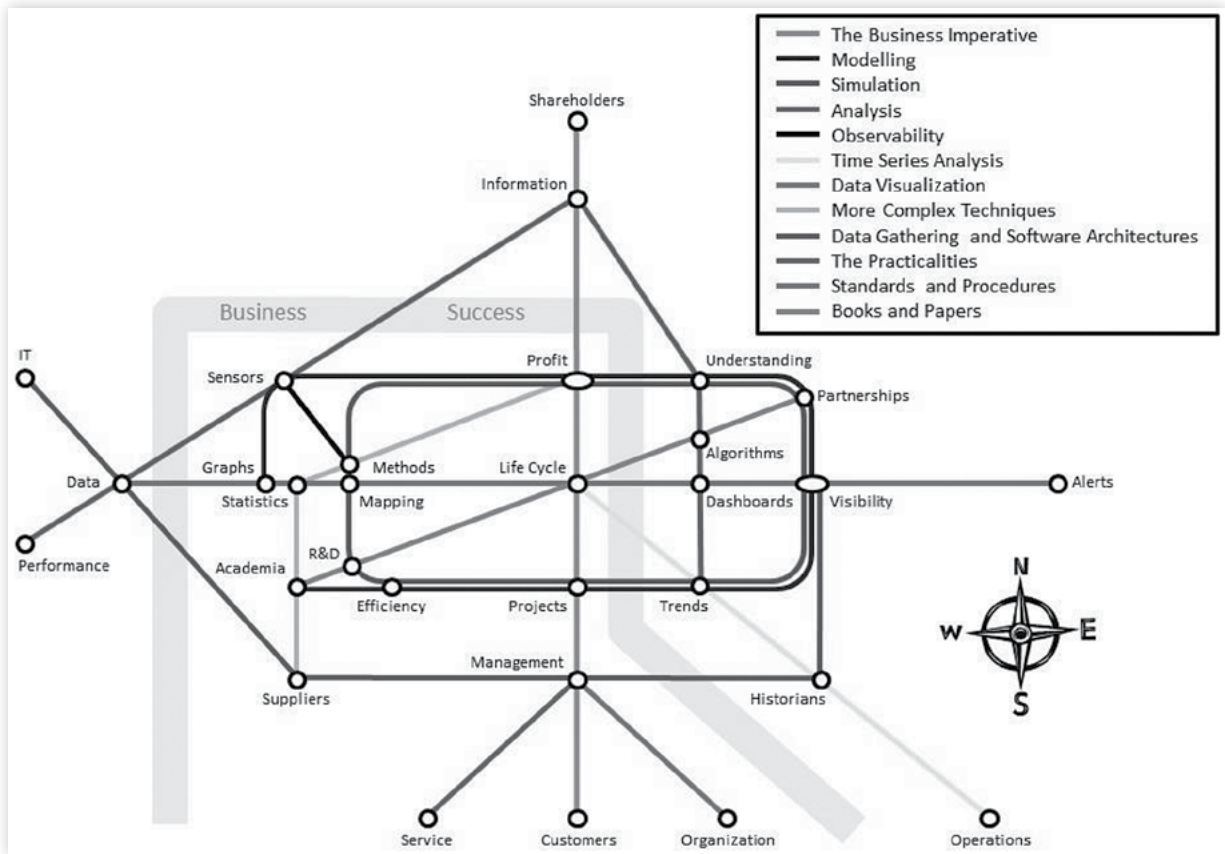 The Business Imperative
Modelling
Simulation
Analysis
Observability
Time Series Analysis
Data Visualization
More Complex Techniques
Data Gathering and Software Architectures
The Practicalities
Standards and Procedures
Books and Papers
Shareholders
Information
Business
Success
IT
Profit
Understanding
Sensors
Partnerships
Algorithms
Graphs
Methods
Life Cycle
Data
Statistics
Mapping
Dashboards
Visibility
Alerts
R&D
Performance
Academia
Efficiency
Projects
Trends
N
W
E
S
Management
Suppliers
Historians
Service
Customers
Organization
Operations